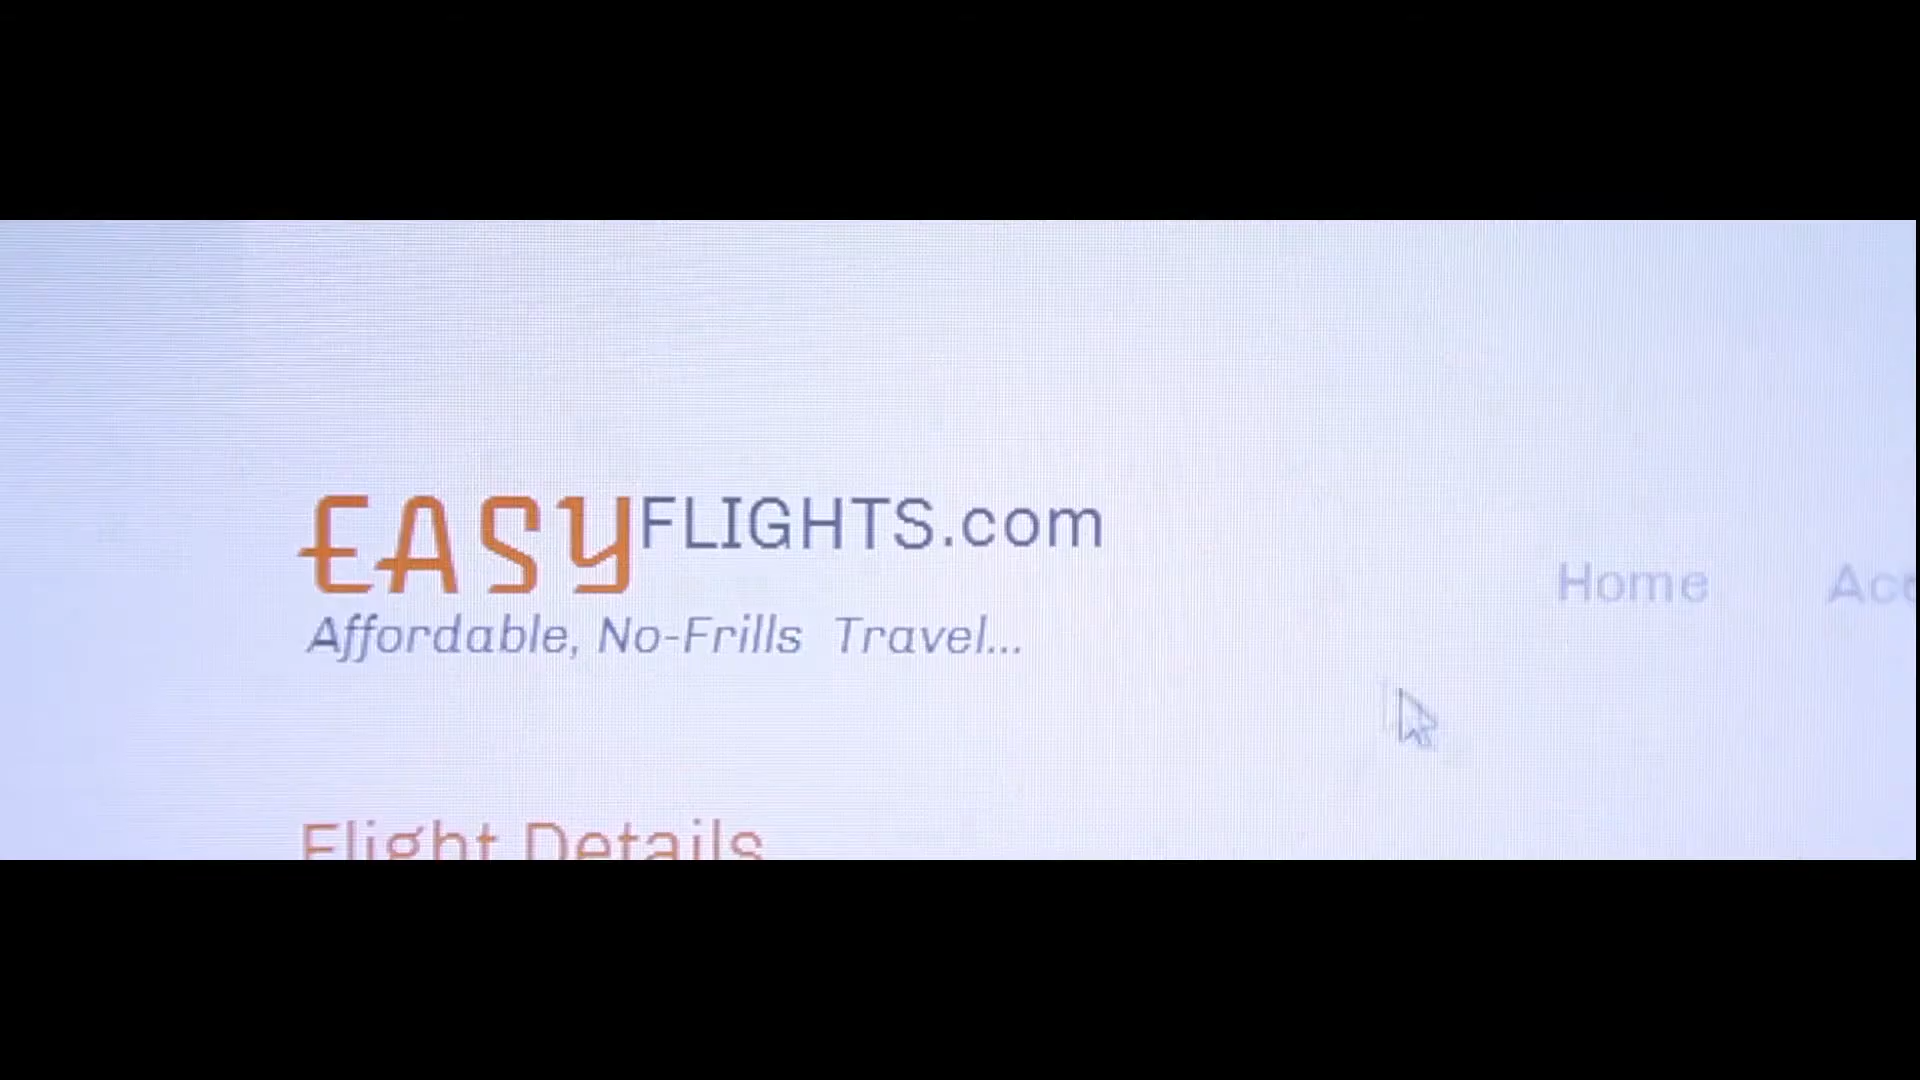 EASYFLIGHTS.com
Affordable, No-Frills Travel...
Home
Flight Details